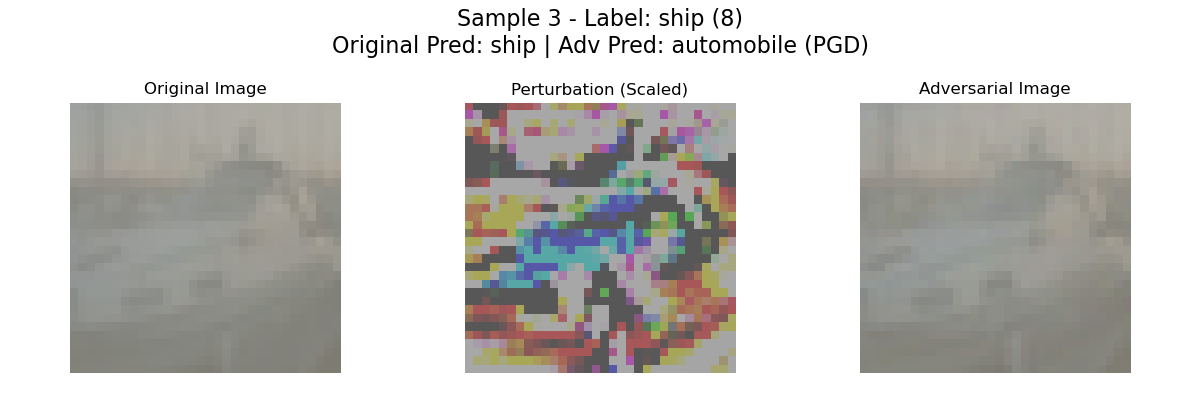 Sample 3 - Label: ship (8)
Original Pred: ship | Adv Pred: automobile (PGD)
Original Image
Perturbation (Scaled)
Adversarial Image